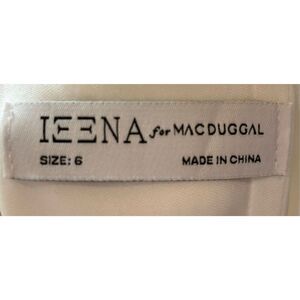 IEENA for MAC DUGGAL
SIZE: 6 MADE IN CHINA